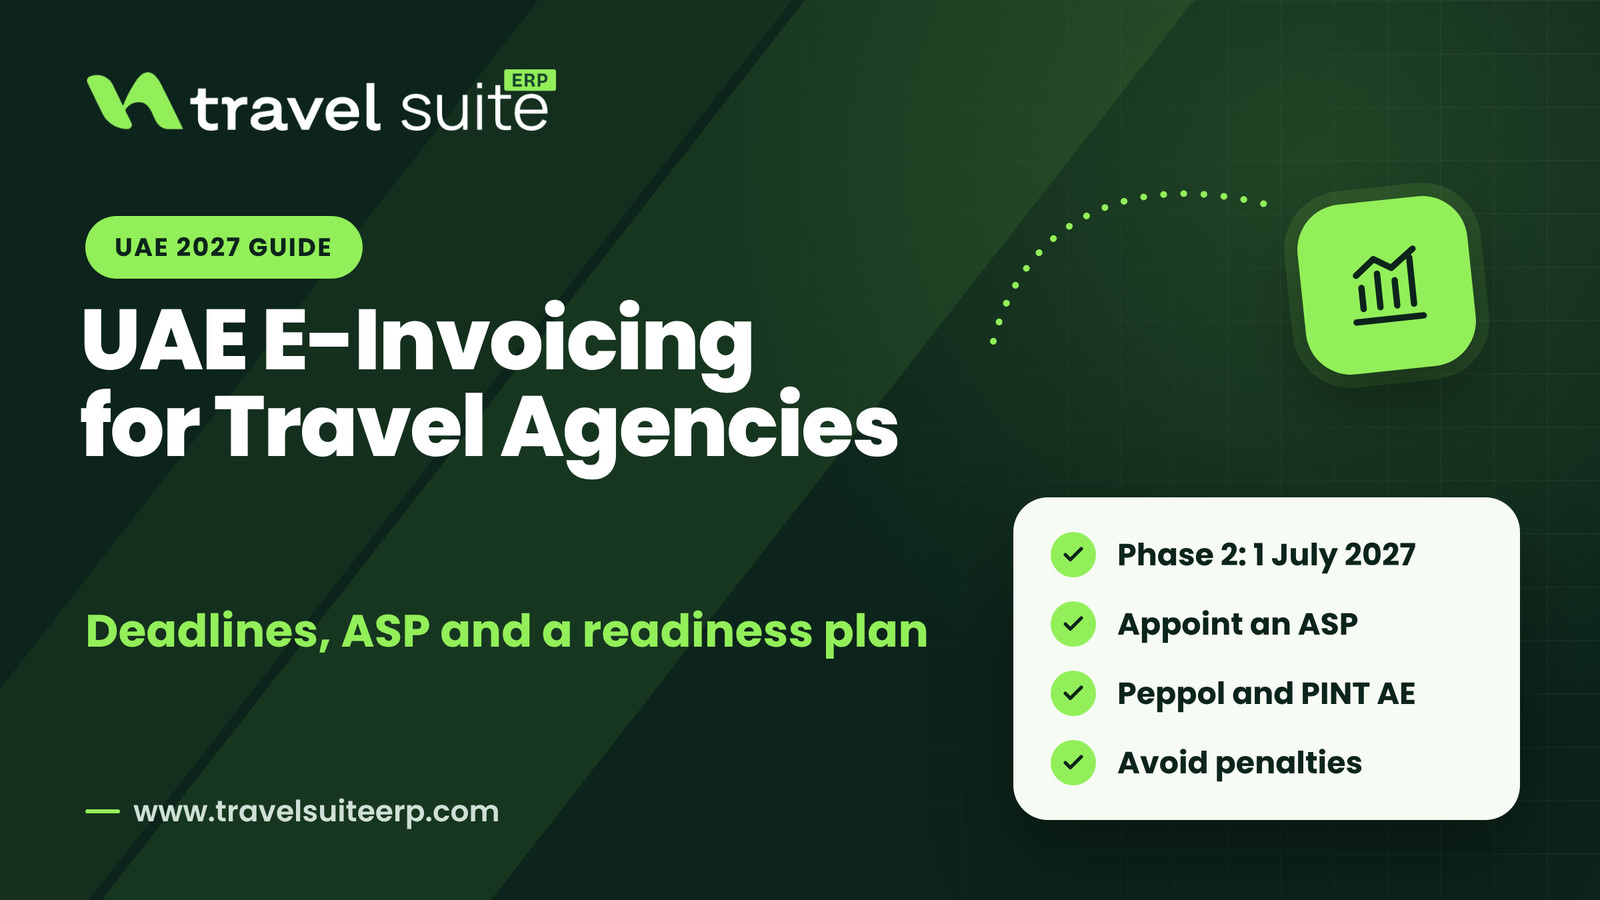 travel suite ERP
UAE 2027 GUIDE
UAE E-Invoicing
for Travel Agencies
Deadlines, ASP and a readiness plan
www.travelsuiteerp.com
Phase 2: 1 July 2027
Appoint an ASP
Peppol and PINT AE
Avoid penalties